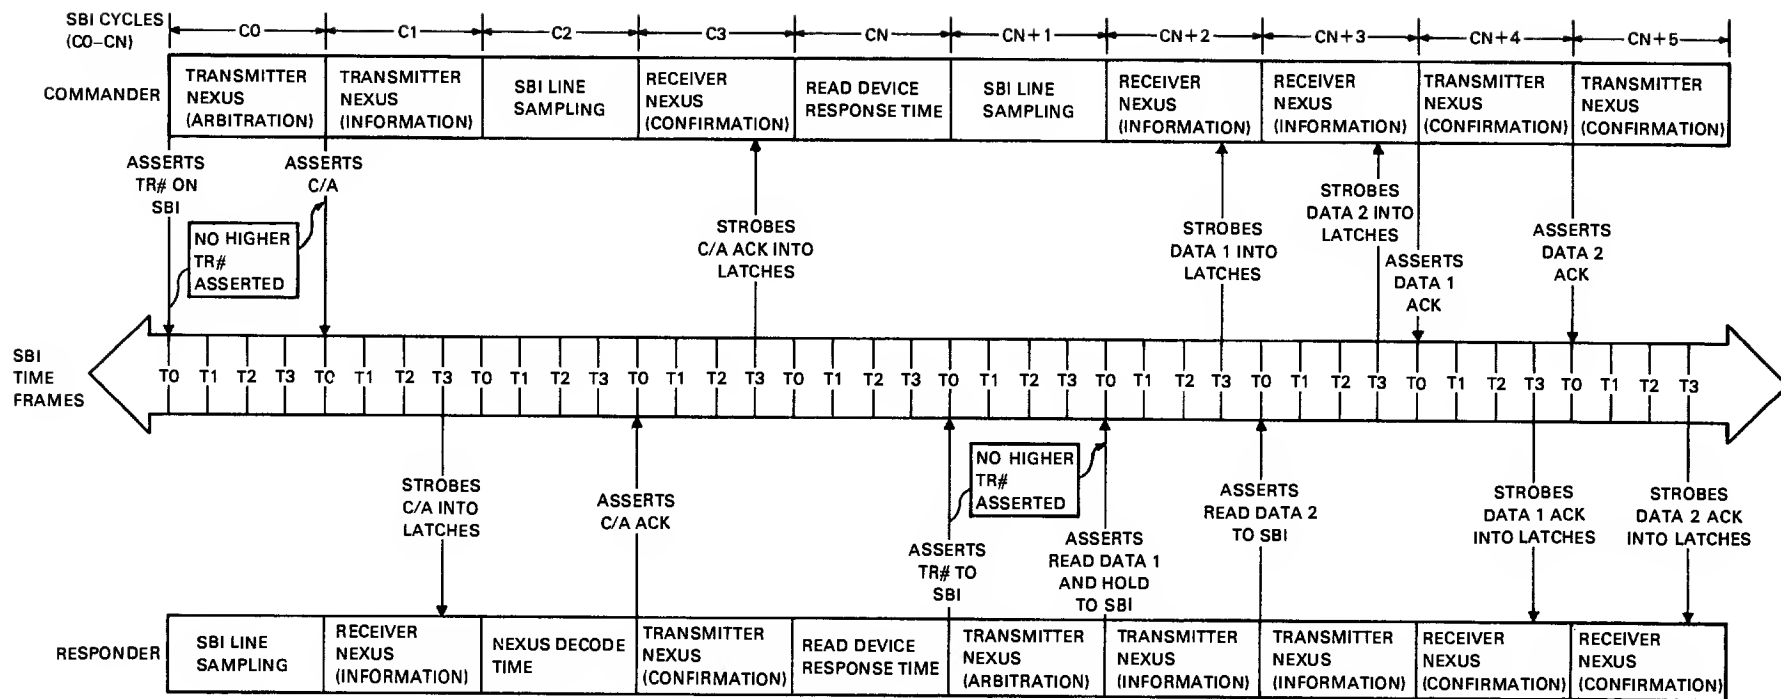 SBI CYCLES
(C0–CN)
C0
C1
C2
C3
CN
CN+1
CN+2
CN+3
CN+4
CN+5
COMMANDER
TRANSMITTER
NEXUS
(ARBITRATION)
TRANSMITTER
NEXUS
(INFORMATION)
SBI LINE
SAMPLING
RECEIVER
NEXUS
(CONFIRMATION)
READ DEVICE
RESPONSE TIME
SBI LINE
SAMPLING
RECEIVER
NEXUS
(INFORMATION)
RECEIVER
NEXUS
(INFORMATION)
TRANSMITTER
NEXUS
(CONFIRMATION)
TRANSMITTER
NEXUS
(CONFIRMATION)
ASSERTS
TR# ON
SBI
NO HIGHER
TR#
ASSERTED
ASSERTS
C/A
STROBES
C/A ACK INTO
LATCHES
STROBES
DATA 1 INTO
LATCHES
STROBES
DATA 2 INTO
LATCHES
ASSERTS
DATA 1
ACK
ASSERTS
DATA 2
ACK
SBI
TIME
FRAMES
T0 T1 T2 T3 T0 T1 T2 T3 T0 T1 T2 T3 T0 T1 T2 T3 T0 T1 T2 T3 T0 T1 T2 T3 T0 T1 T2 T3 T0 T1 T2 T3 T0 T1 T2 T3 T0 T1 T2 T3
STROBES
C/A INTO
LATCHES
ASSERTS
C/A ACK
ASSERTS
TR# TO
SBI
NO HIGHER
TR#
ASSERTED
ASSERTS
READ DATA 1
AND HOLD
TO SBI
ASSERTS
READ DATA 2
TO SBI
STROBES
DATA 1 ACK
INTO LATCHES
STROBES
DATA 2 ACK
INTO LATCHES
RESPONDER
SBI LINE
SAMPLING
RECEIVER
NEXUS
(INFORMATION)
NEXUS DECODE
TIME
TRANSMITTER
NEXUS
(CONFIRMATION)
READ DEVICE
RESPONSE TIME
TRANSMITTER
NEXUS
(ARBITRATION)
TRANSMITTER
NEXUS
(INFORMATION)
TRANSMITTER
NEXUS
(INFORMATION)
RECEIVER
NEXUS
(CONFIRMATION)
RECEIVER
NEXUS
(CONFIRMATION)